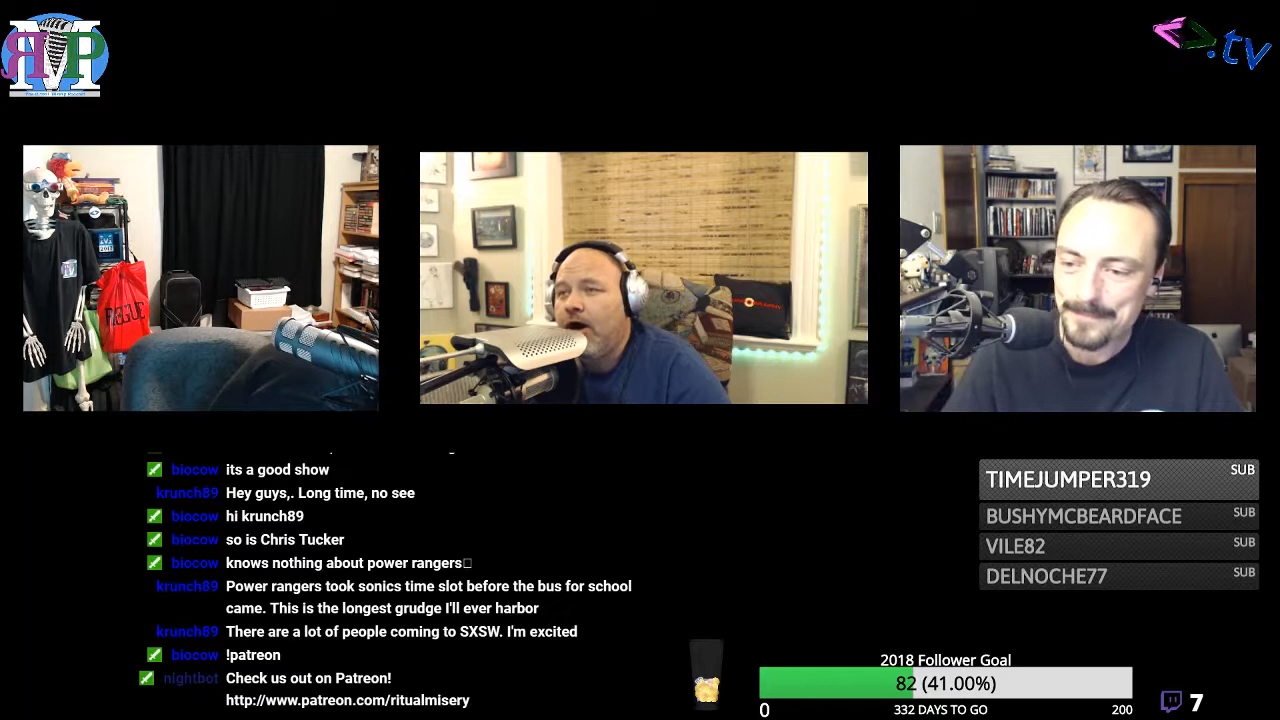 RMP
.tv
ROGUE
its a good show
biocow
krunch89 Hey guys,. Long time, no see
biocow hi krunch89
biocow so is Chris Tucker
biocow knows nothing about power rangers
krunch89 Power rangers took sonics time slot before the bus for school
came. This is the longest grudge I'll ever harbor
krunch89 There are a lot of people coming to SXSW. I'm excited
biocow !patreon
nightbot Check us out on Patreon!
http://www.patreon.com/ritualmisery
TIMEJUMPER319 SUB
BUSHYMCBEARDFACE SUB
VILE82 SUB
DELNOCHE77 SUB
2018 Follower Goal
82 (41.00%)
0 332 DAYS TO GO 200
7